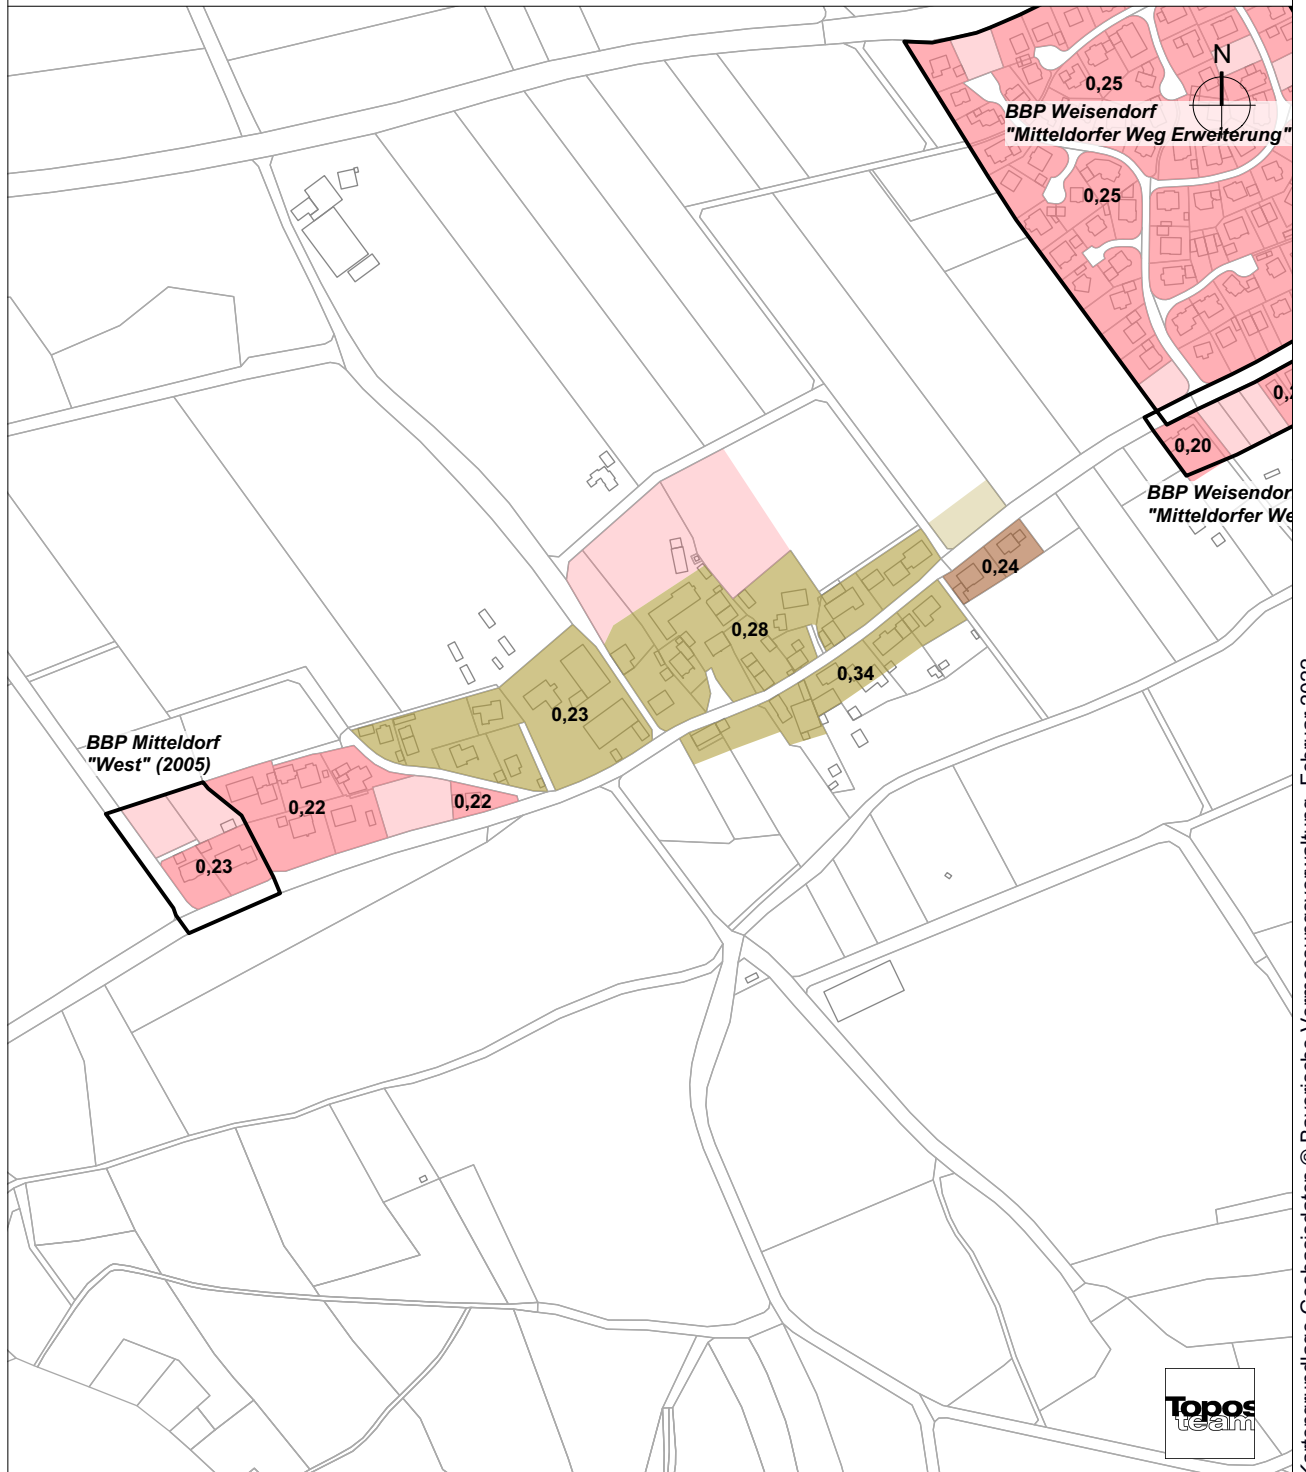 N
0,25
BBP Weisendorf
"Mitteldorfer Weg Erweiterung"
0,25
0,20
BBP Weisendor
"Mitteldorfer We
0,24
0,28
0,34
0,23
BBP Mitteldorf
"West" (2005)
0,22
0,22
0,23
Topos
team